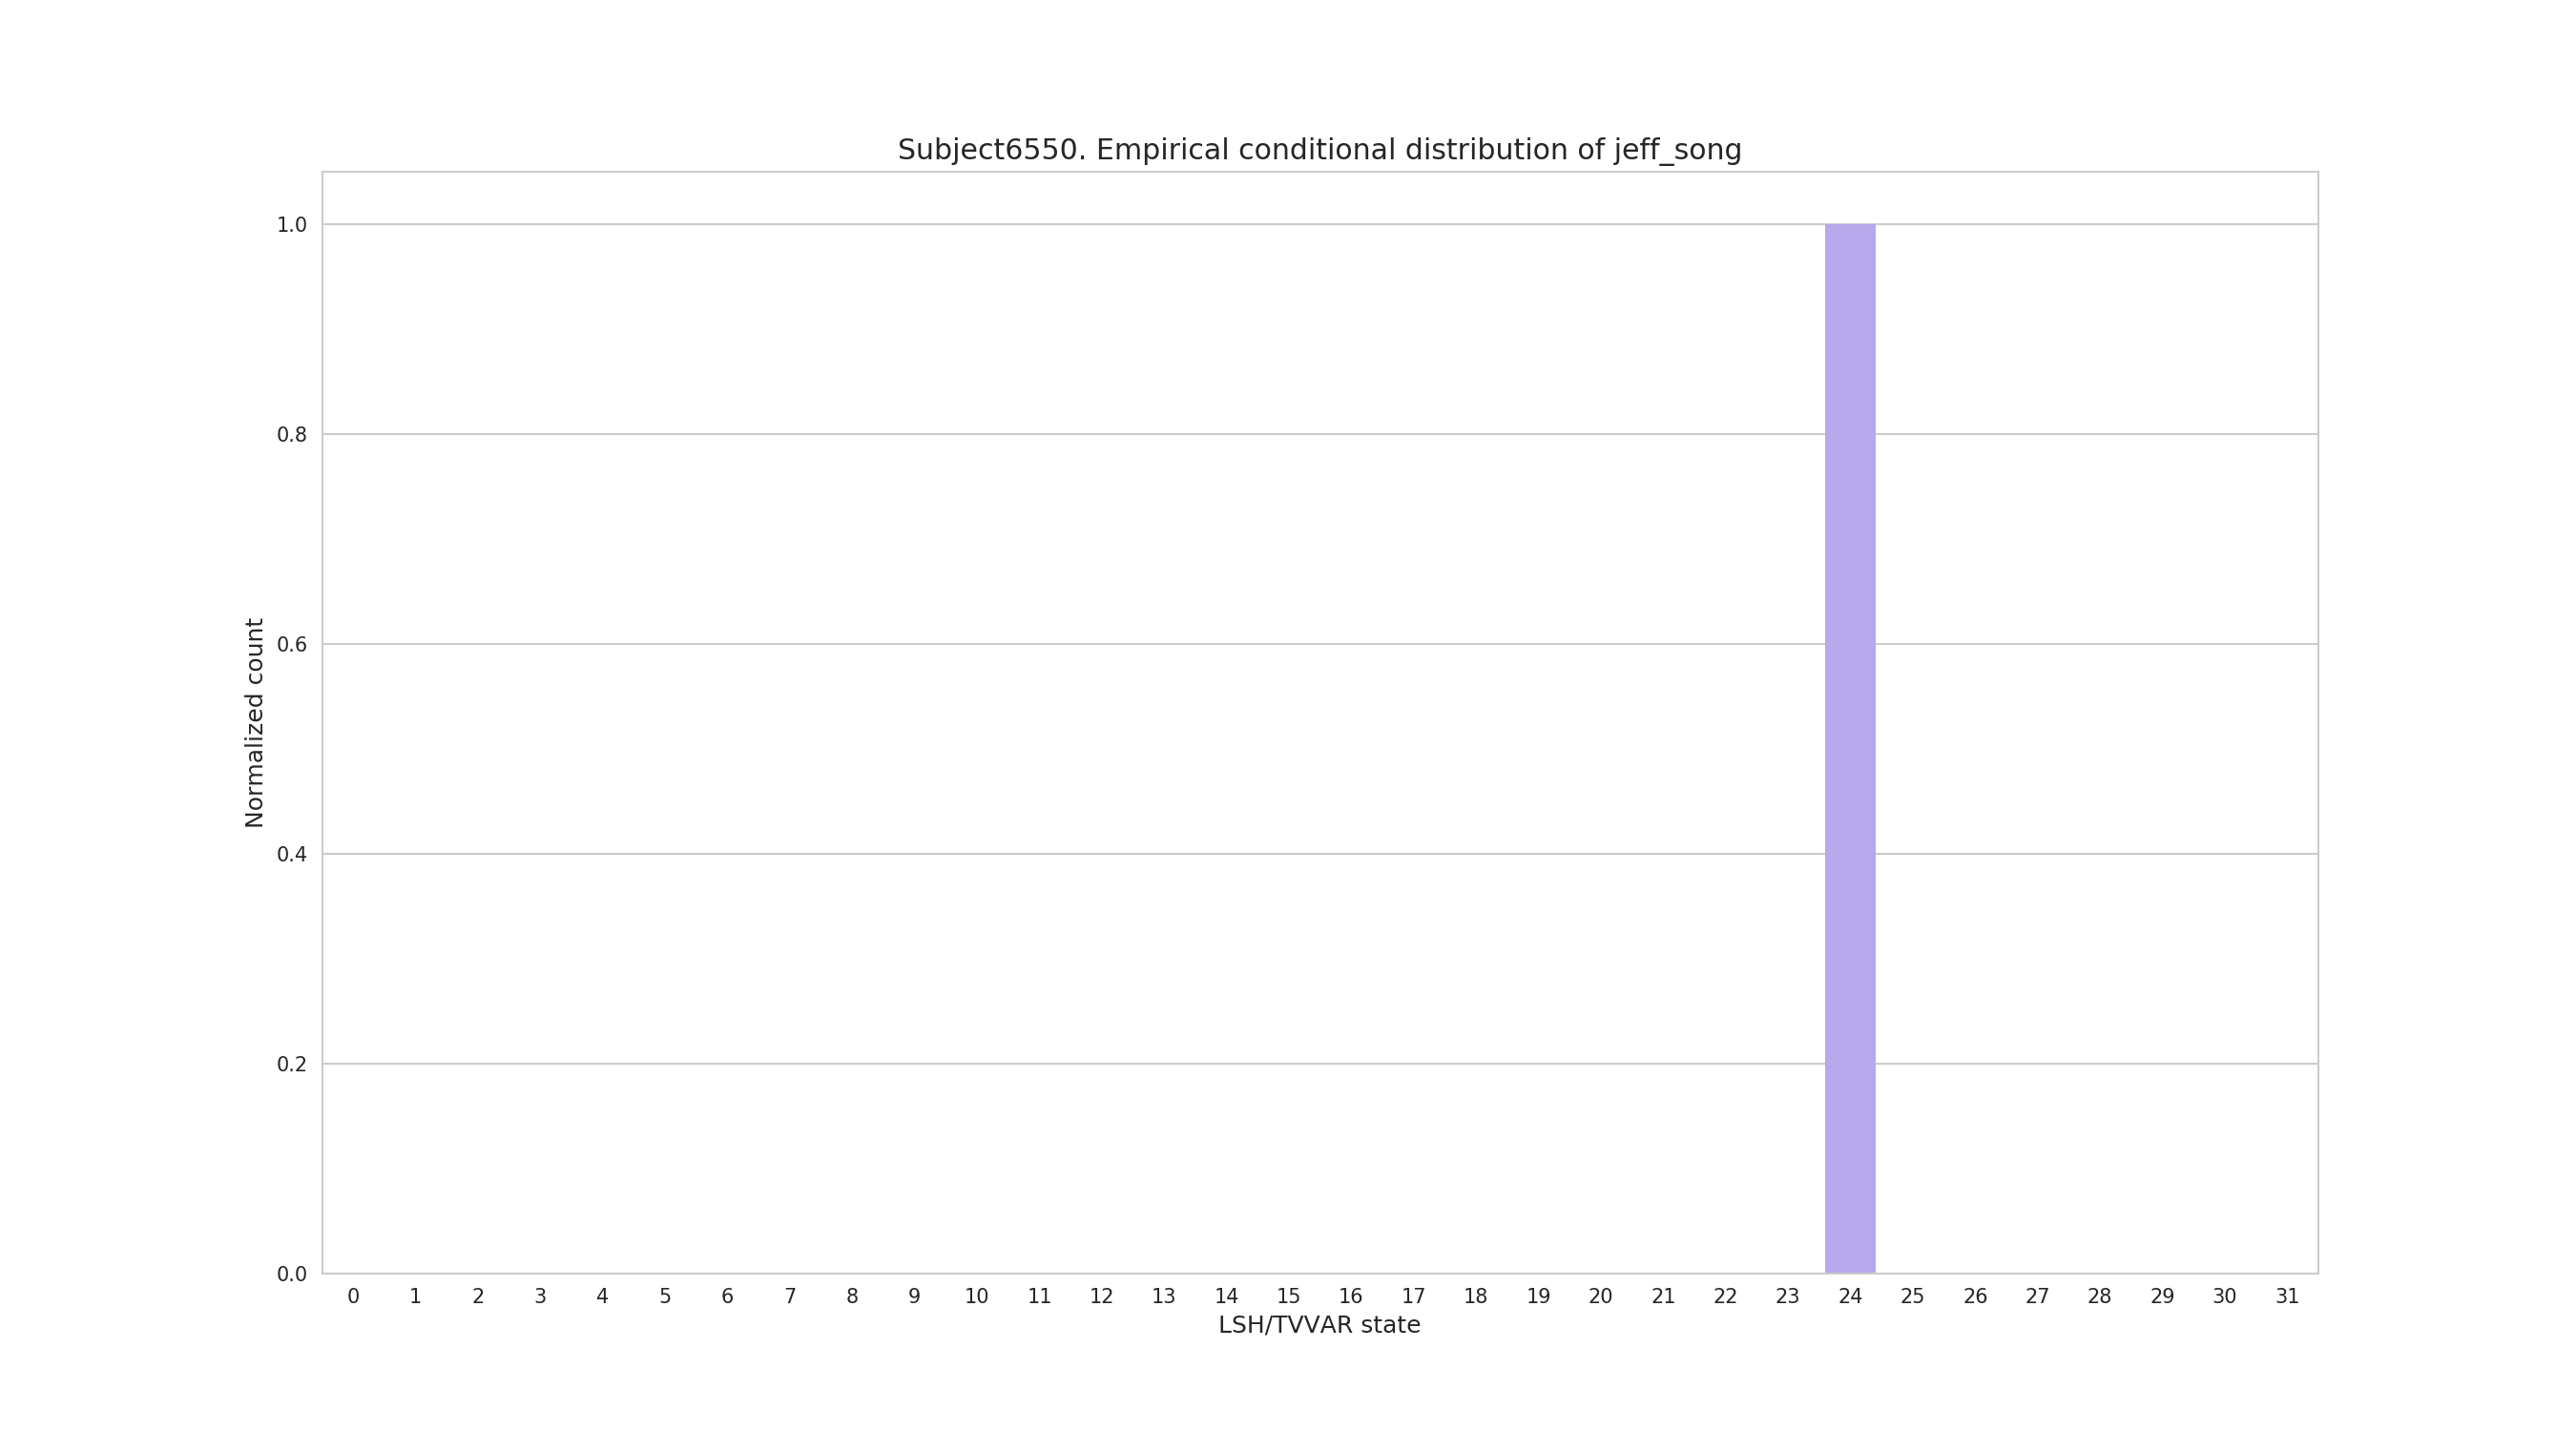 Subject6550. Empirical conditional distribution of jeff_song
1.0
0.8
0.6
0.4
0.2
0.0
Normalized count
0 1 2 3 4 5 6 7 8 9 10 11 12 13 14 15 16 17 18 19 20 21 22 23 24 25 26 27 28 29 30 31
LSH/TVVAR state